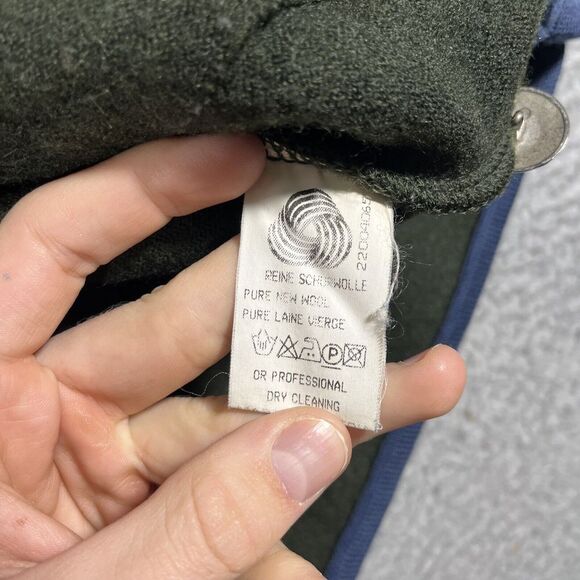 REINE SCHURWOLLE
PURE NEW WOOL
PURE LAINE VIERGE
P
OR PROFESSIONAL
DRY CLEANING